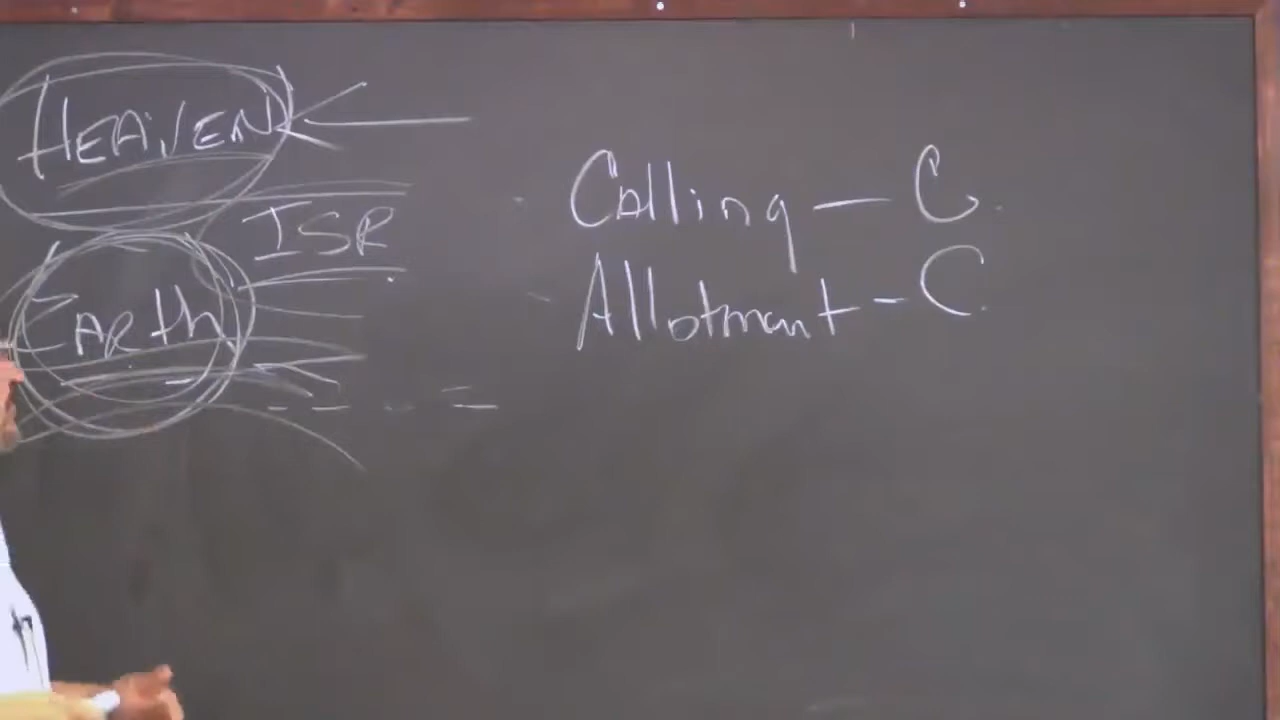 HEAVEN
ISR
EARth
Calling — C.
Allotment - C.